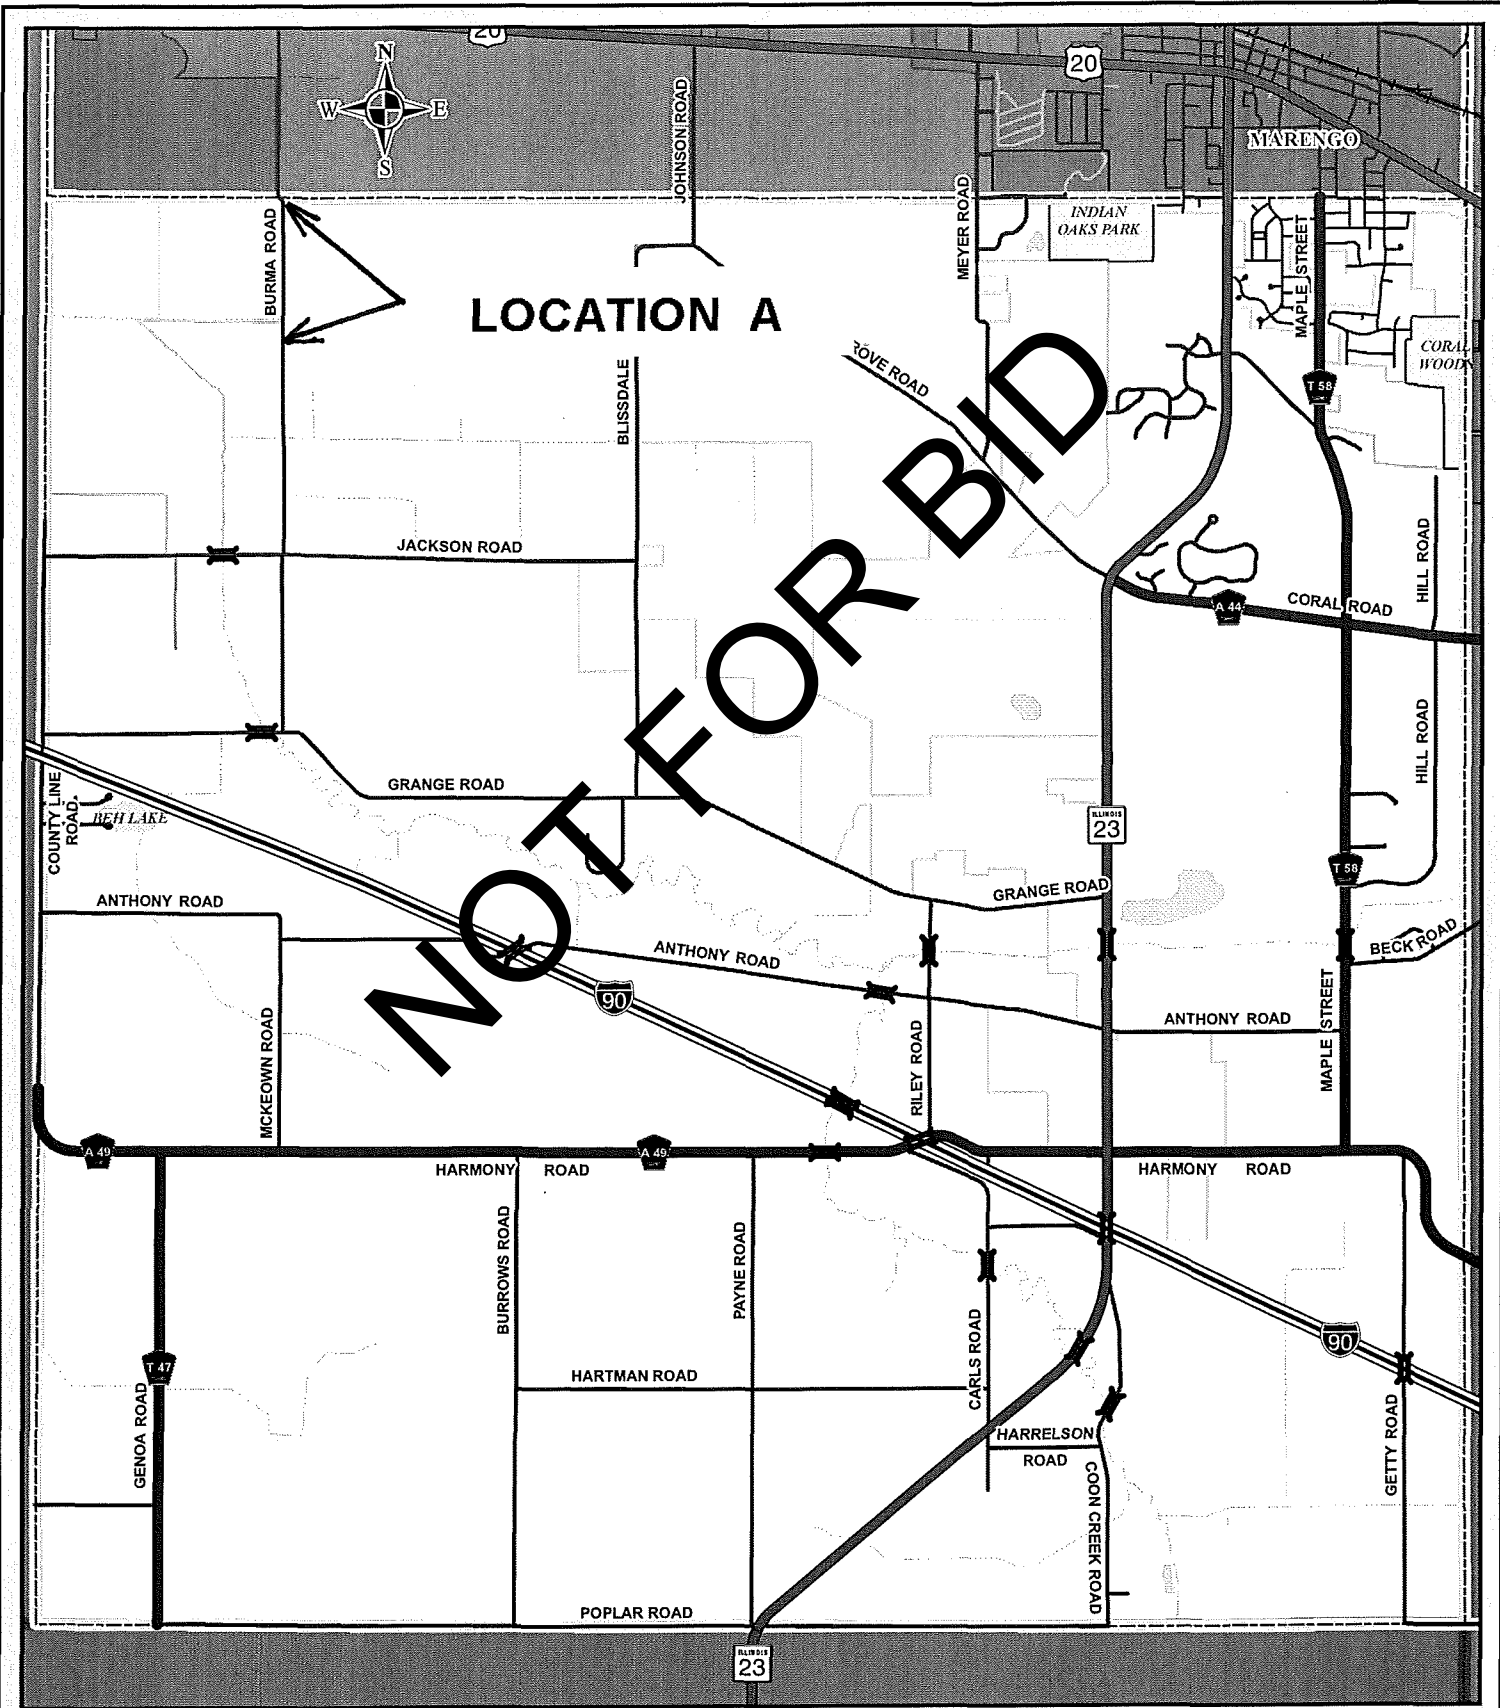 20
N
W E
S
20
MARENGO
JOHNSON ROAD
BURMA ROAD
MEYER ROAD
INDIAN
OAKS PARK
MAPLE STREET
LOCATION A
ROVE ROAD
CORAL
WOODS
BLISSDALE
T 58
NOT FOR BID
JACKSON ROAD
HILL ROAD
A 44
CORAL ROAD
HILL ROAD
GRANGE ROAD
COUNTY LINE
ROAD
BEH LAKE
ILLINOIS
23
T 58
GRANGE ROAD
ANTHONY ROAD
ANTHONY ROAD
BECK ROAD
90
MCKEOWN ROAD
RILEY ROAD
ANTHONY ROAD
MAPLE STREET
A 49
A 49
HARMONY ROAD
HARMONY ROAD
BURROWS ROAD
PAYNE ROAD
CARLS ROAD
90
T 47
GENOA ROAD
HARTMAN ROAD
HARRELSON
ROAD
COON CREEK ROAD
GETTY ROAD
POPLAR ROAD
ILLINOIS
23